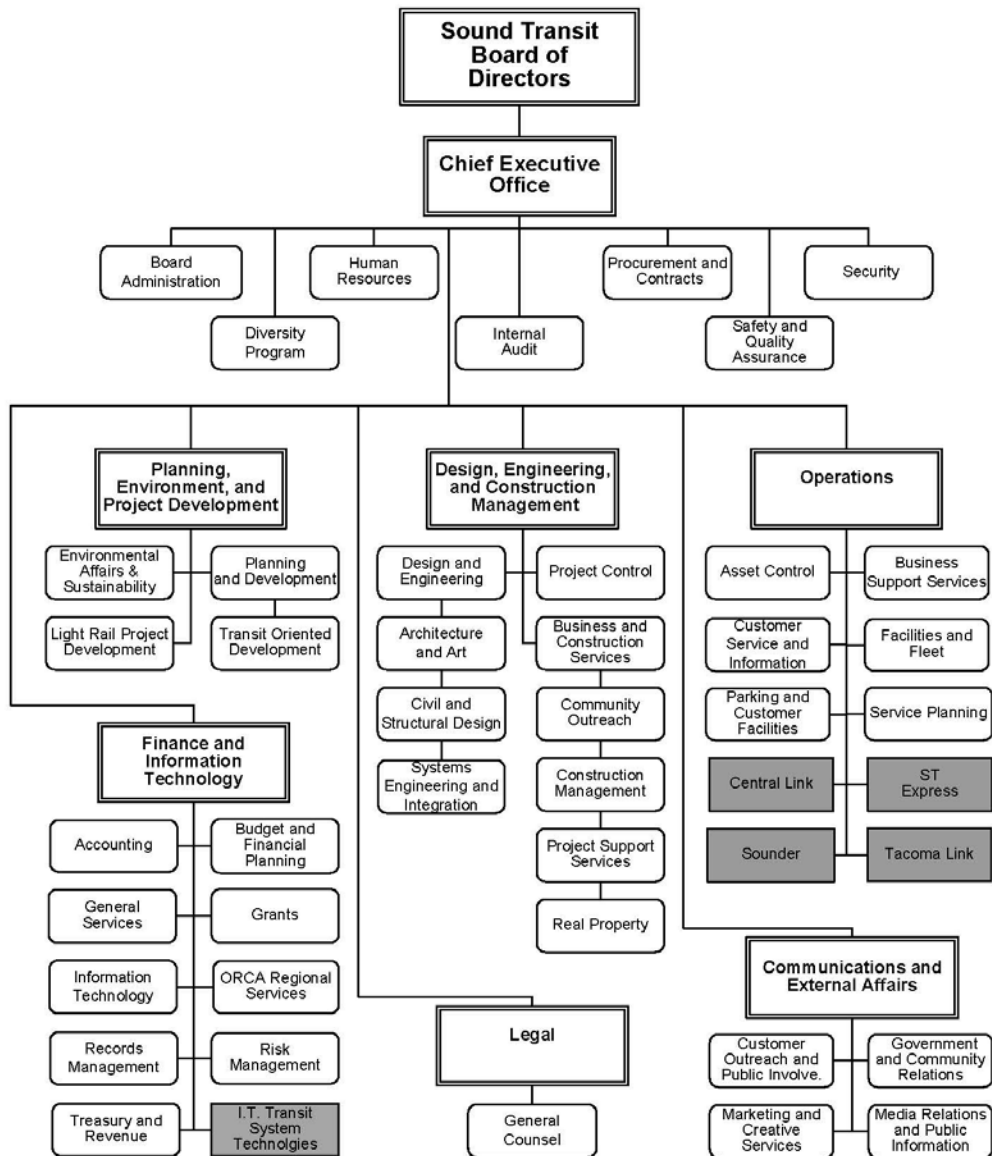 Sound Transit
Board of
Directors
Chief Executive
Office
Board
Administration
Human
Resources
Procurement and
Contracts
Security
Diversity
Program
Internal
Audit
Safety and
Quality
Assurance
Planning,
Environment, and
Project Development
Environmental
Affairs &
Sustainability
Planning
and Development
Light Rail Project
Development
Transit Oriented
Development
Design, Engineering,
and Construction
Management
Design and
Engineering
Project Control
Architecture
and Art
Business and
Construction
Services
Civil and
Structural Design
Community
Outreach
Systems
Engineering and
Integration
Construction
Management
Project Support
Services
Real Property
Operations
Asset Control
Business
Support Services
Customer
Service and
Information
Facilities and
Fleet
Parking and
Customer
Facilities
Service Planning
Central Link
ST
Express
Sounder
Tacoma Link
Finance and
Information
Technology
Accounting
Budget and
Financial
Planning
General
Services
Grants
Information
Technology
ORCA Regional
Services
Records
Management
Risk
Management
Treasury and
Revenue
I.T. Transit
System
Technolgies
Legal
General
Counsel
Communications and
External Affairs
Customer
Outreach and
Public Involve.
Government
and Community
Relations
Marketing and
Creative
Services
Media Relations
and Public
Information